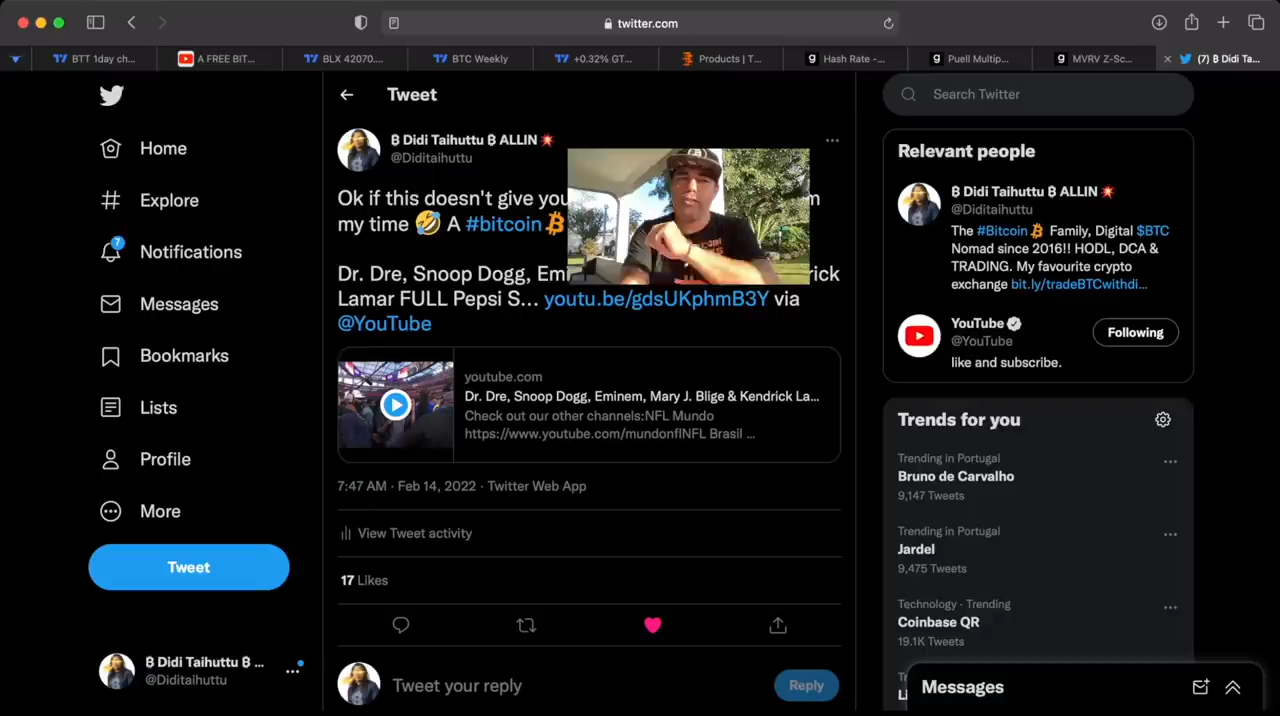 twitter.com
BTT 1day ch...
A FREE BIT...
BLX 42070....
BTC Weekly
+0.32% GT...
Products | T...
Hash Rate -...
Puell Multip...
MVRV Z-Sc...
(7) ₿ Didi Ta...
Home
Explore
7
Notifications
Messages
Bookmarks
Lists
Profile
More
Tweet
₿ Didi Taihuttu ₿ ...
@Diditaihuttu
Tweet
₿ Didi Taihuttu ₿ ALLIN 💥
@Diditaihuttu
Ok if this doesn't give you
my time 🤣 A #bitcoin
Dr. Dre, Snoop Dogg,
Lamar FULL Pepsi S... youtu.be/gdsUKphmB3Y via
@YouTube
youtube.com
Dr. Dre, Snoop Dogg, Eminem, Mary J. Blige & Kendrick La...
Check out our other channels:NFL Mundo
https://www.youtube.com/mundonflNFL Brasil ...
7:47 AM · Feb 14, 2022 · Twitter Web App
View Tweet activity
17 Likes
Tweet your reply
Reply
Search Twitter
Relevant people
₿ Didi Taihuttu ₿ ALLIN 💥
@Diditaihuttu
The #Bitcoin Family, Digital $BTC
Nomad since 2016!! HODL, DCA &
TRADING. My favourite crypto
exchange bit.ly/tradeBTCwithdi...
YouTube
@YouTube
Following
like and subscribe.
Trends for you
Trending in Portugal
Bruno de Carvalho
9,147 Tweets
Trending in Portugal
Jardel
9,475 Tweets
Technology · Trending
Coinbase QR
19.1K Tweets
Messages